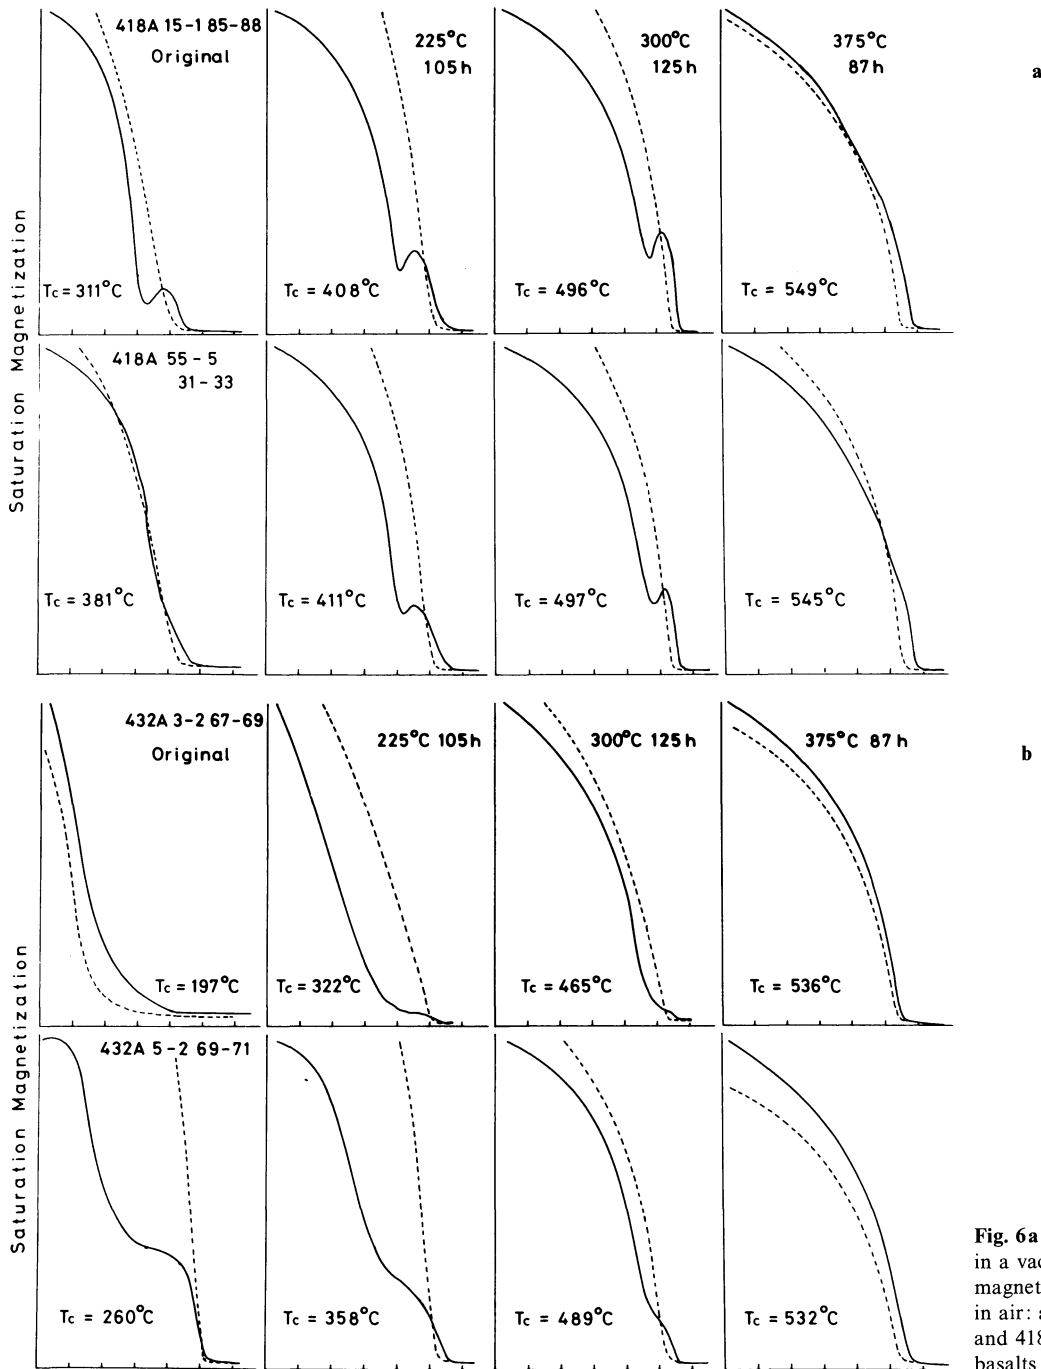 418A 15-1 85-88
Original
225°C
105h
300°C
125h
375°C
87h
a
Tc = 311°C
Tc = 408°C
Tc = 496°C
Tc = 549°C
Saturation Magnetization
418A 55-5
31-33
Tc = 381°C
Tc = 411°C
Tc = 497°C
Tc = 545°C
432A 3-2 67-69
Original
225°C 105h
300°C 125h
375°C 87h
b
Tc = 197°C
Tc = 322°C
Tc = 465°C
Tc = 536°C
Saturation Magnetization
432A 5-2 69-71
Tc = 260°C
Tc = 358°C
Tc = 489°C
Tc = 532°C
Fig. 6a
in a vac
magnet
in air: a
and 418
basalts